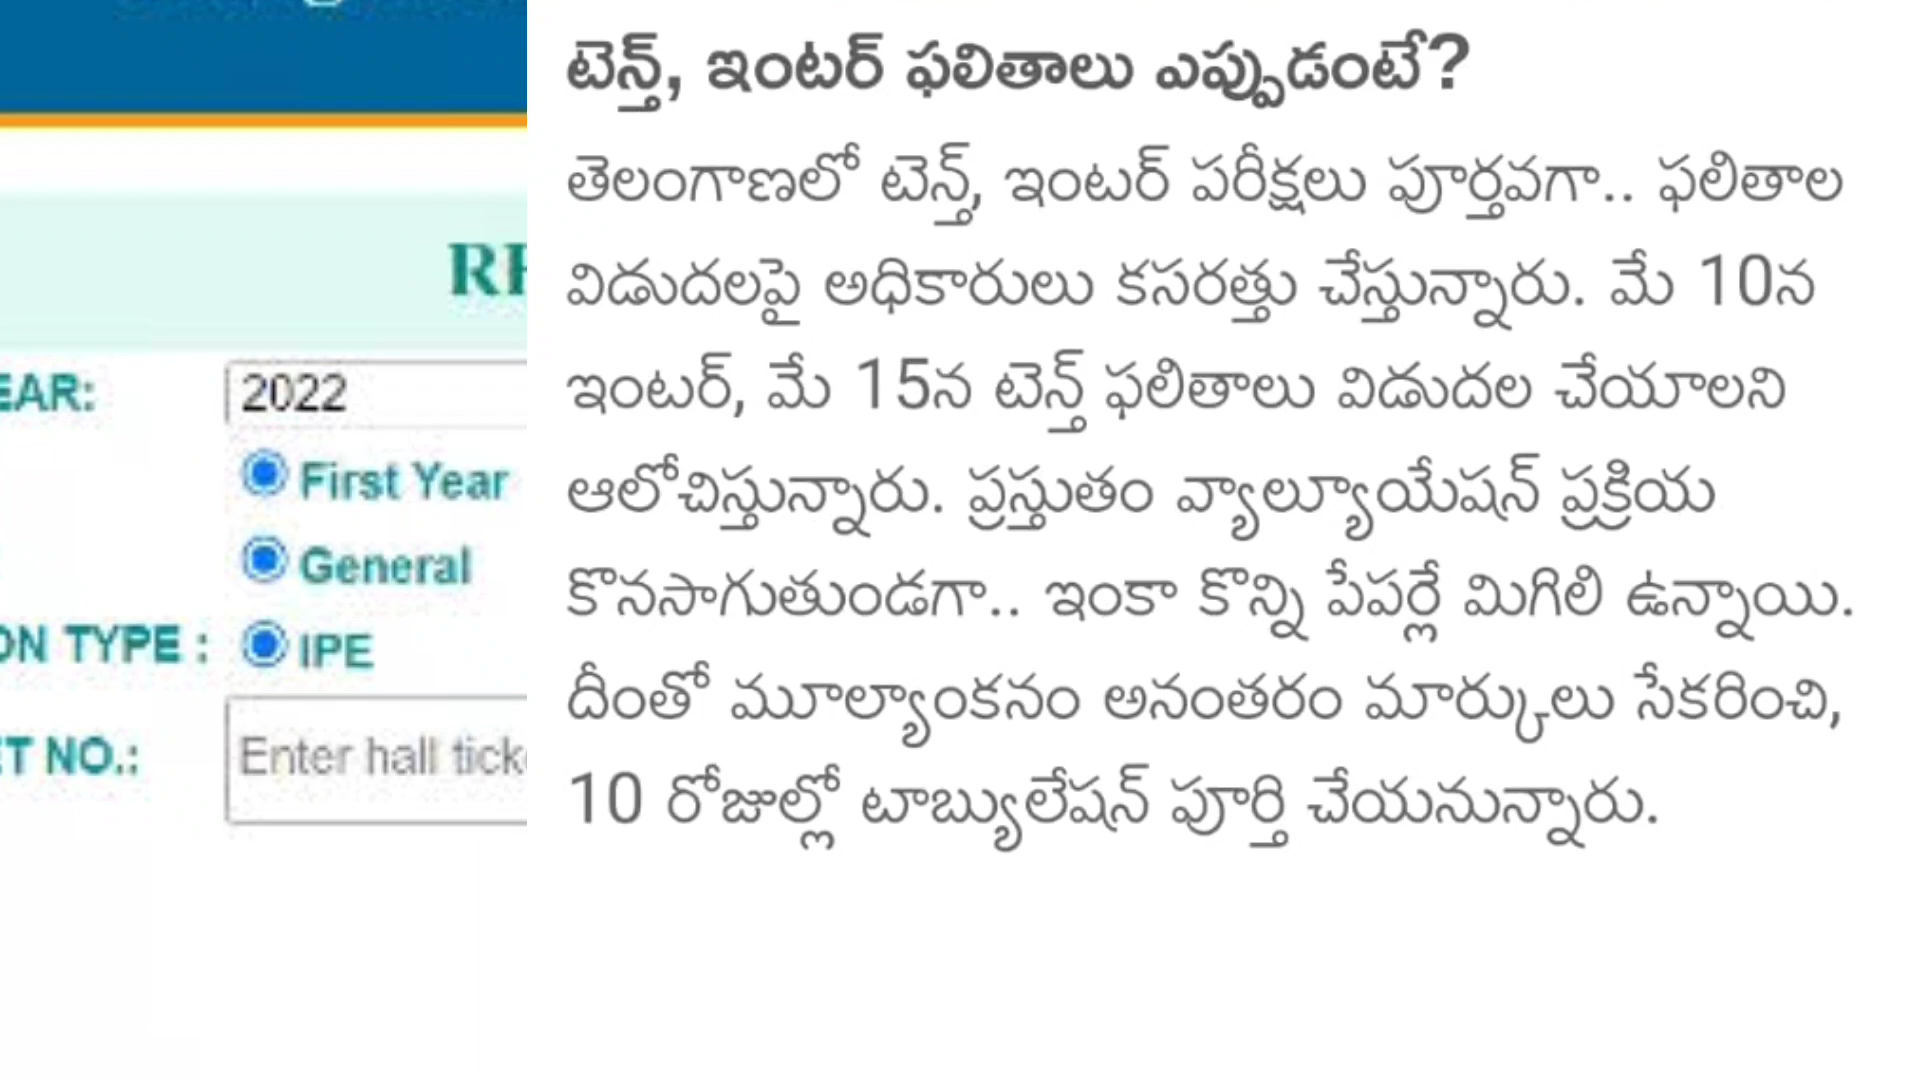 EAR:
2022
First Year
General
ON TYPE :
IPE
ET NO.:
Enter hall
టెన్త్, ఇంటర్ ఫలితాలు ఎప్పుడంటే?
తెలంగాణలో టెన్త్, ఇంటర్ పరీక్షలు పూర్తవగా.. ఫలితాల
విడుదలపై అధికారులు కసరత్తు చేస్తున్నారు. మే 10న
ఇంటర్, మే 15న టెన్త్ ఫలితాలు విడుదల చేయాలని
ఆలోచిస్తున్నారు. ప్రస్తుతం వ్యాల్యూయేషన్ ప్రక్రియ
కొనసాగుతుండగా.. ఇంకా కొన్ని పేపర్లే మిగిలి ఉన్నాయి.
దీంతో మూల్యాంకనం అనంతరం మార్కులు సేకరించి,
10 రోజుల్లో టాబ్యులేషన్ పూర్తి చేయనున్నారు.